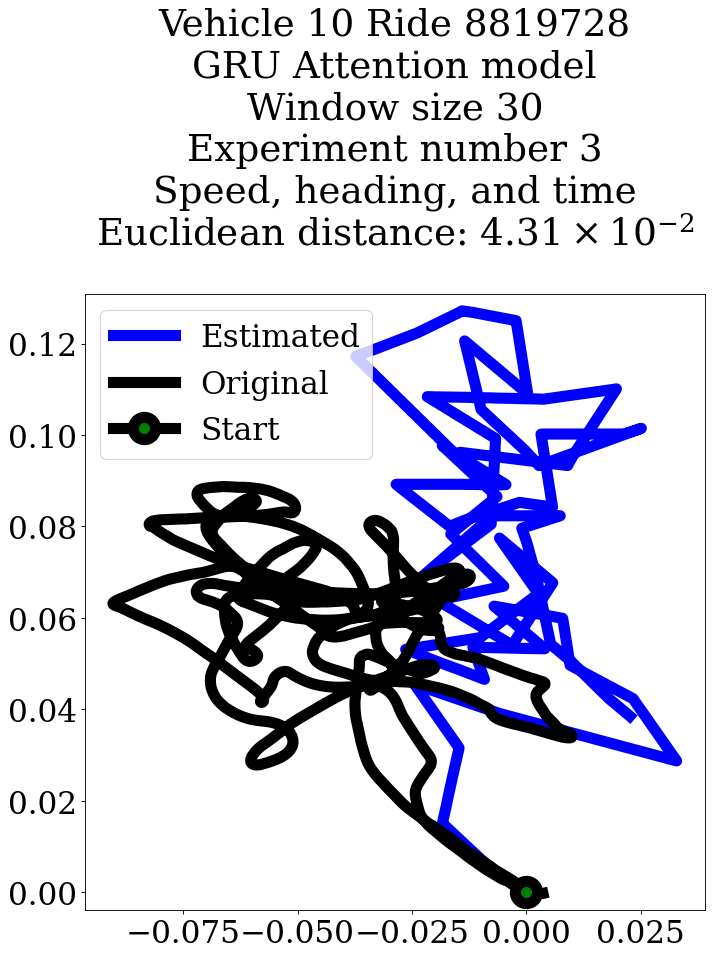 Vehicle 10 Ride 8819728
GRU Attention model
Window size 30
Experiment number 3
Speed, heading, and time
Euclidean distance: 4.31 × 10⁻²
Estimated
Original
Start
0.12
0.10
0.08
0.06
0.04
0.02
0.00
−0.075 −0.050 −0.025 0.000 0.025